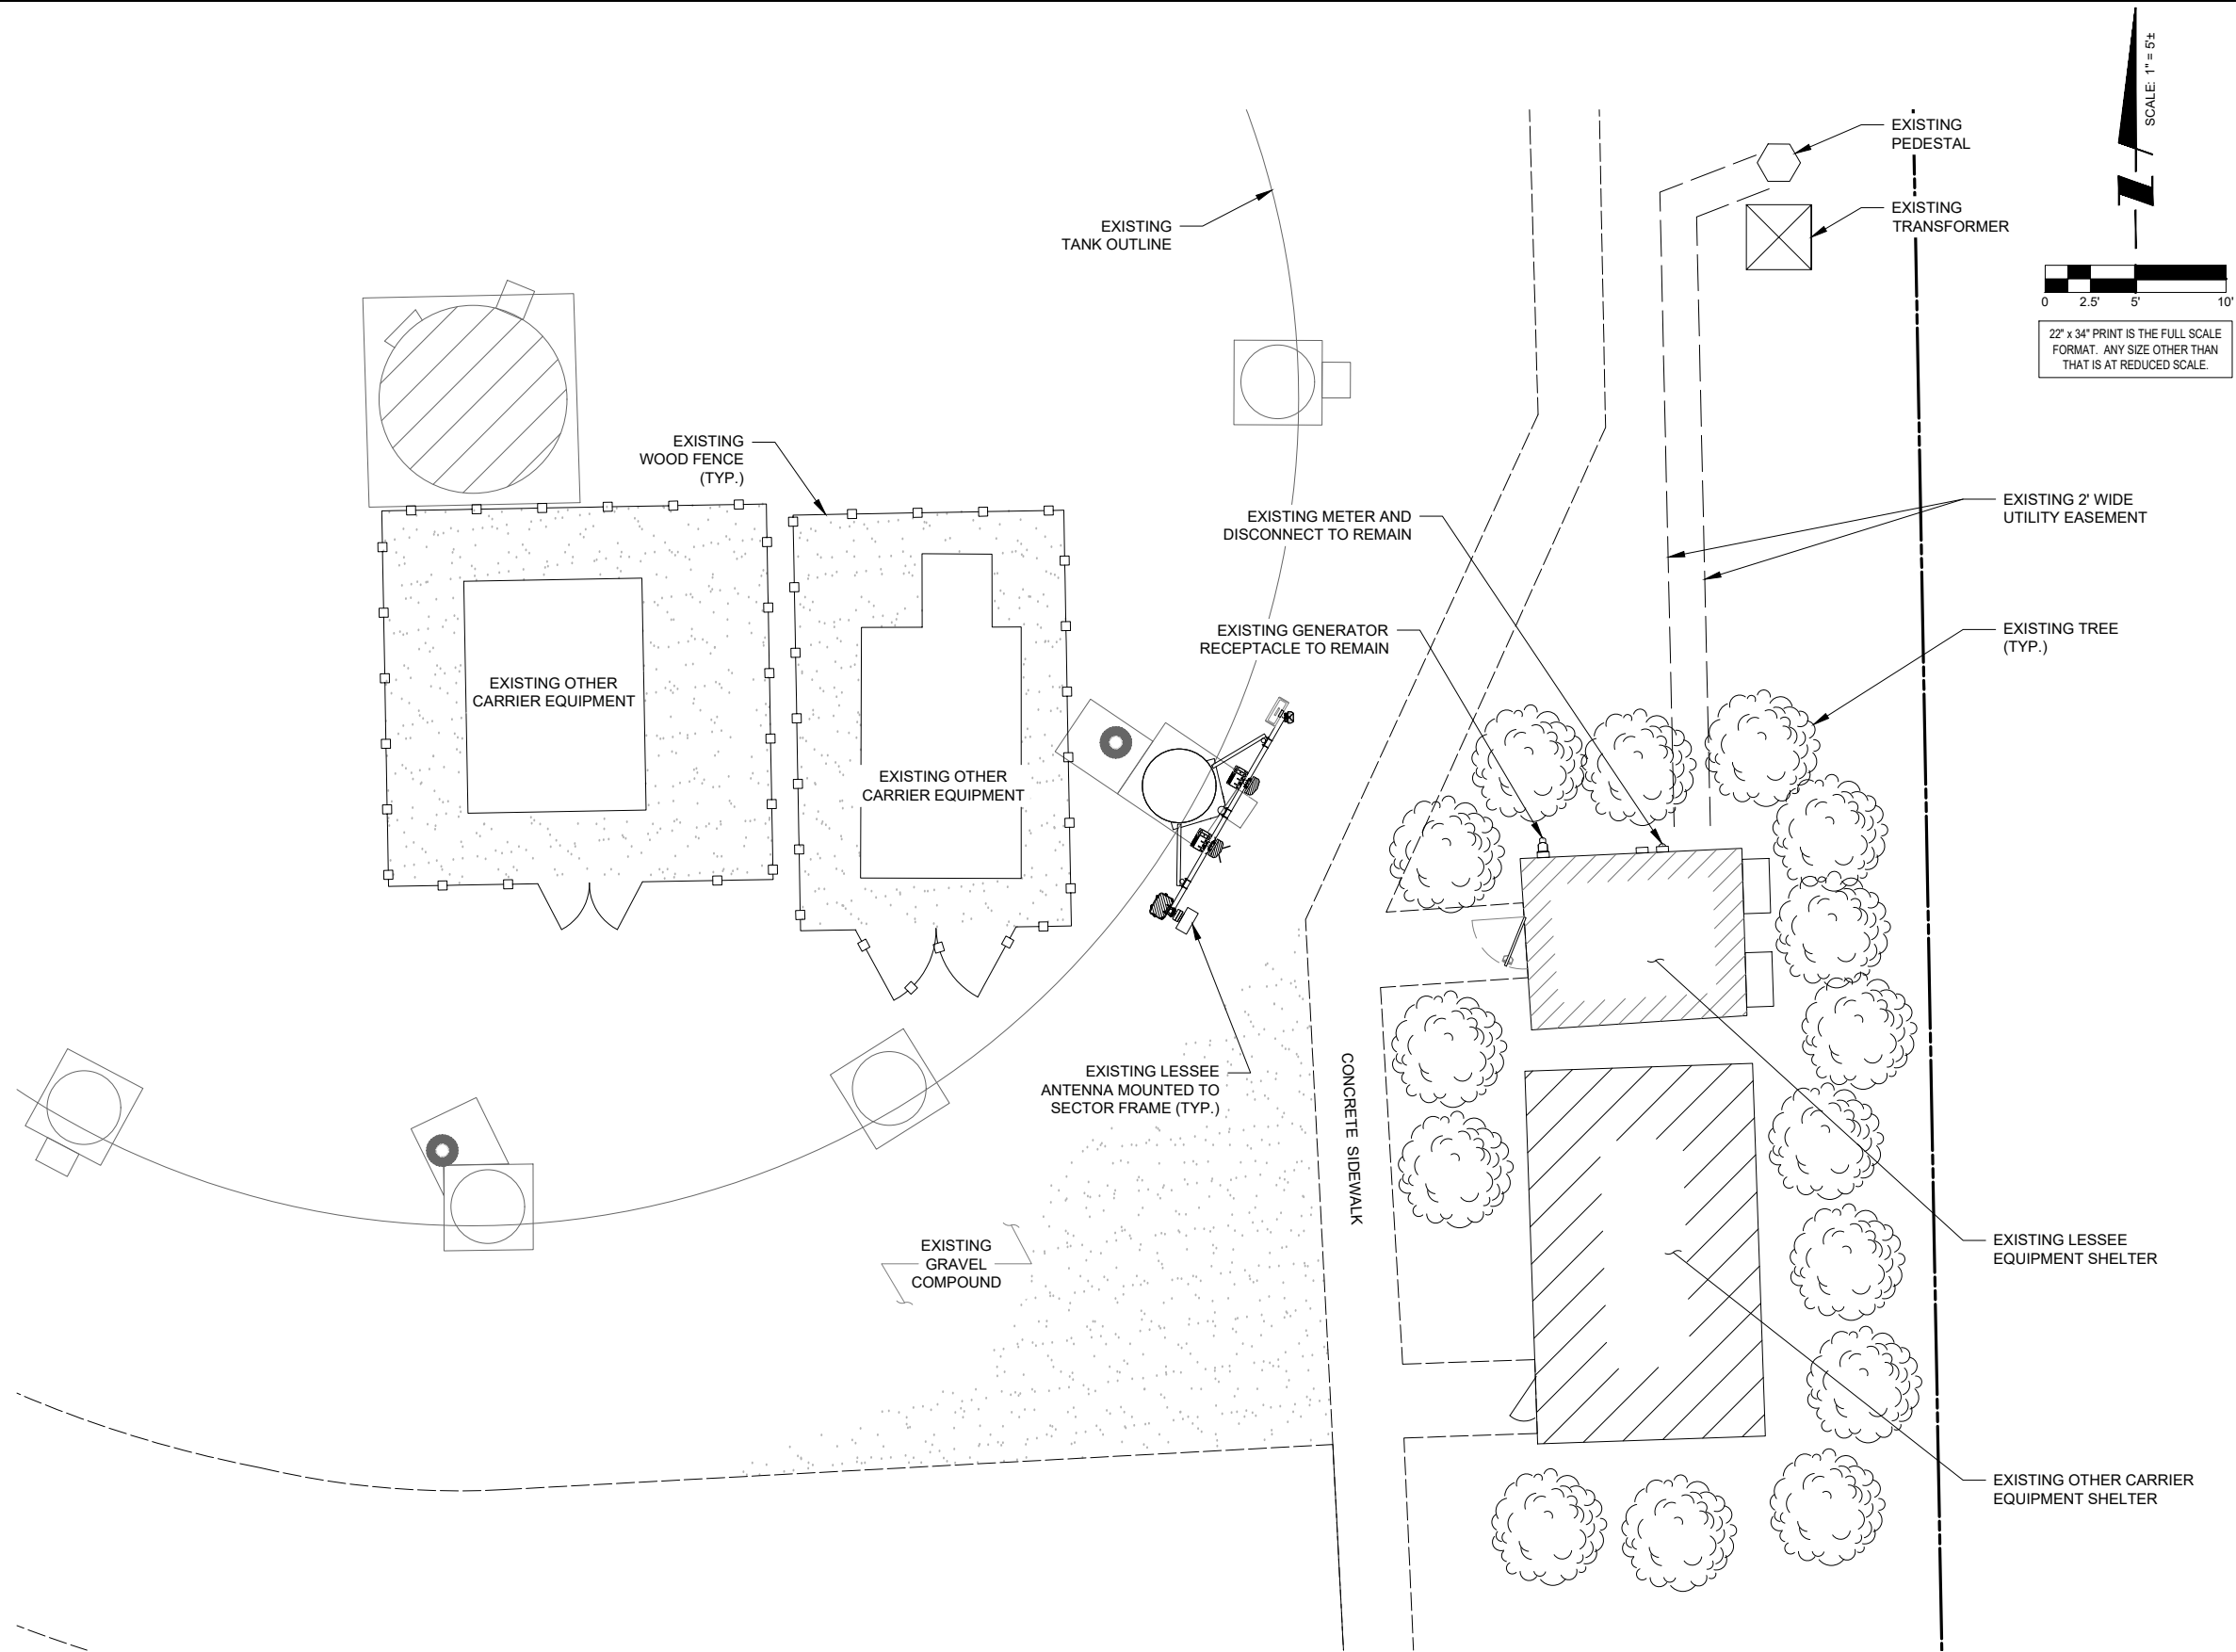 SCALE: 1" = 5'±
EXISTING
PEDESTAL
EXISTING
TRANSFORMER
EXISTING
TANK OUTLINE
0 2.5' 5' 10'
22" x 34" PRINT IS THE FULL SCALE
FORMAT. ANY SIZE OTHER THAN
THAT IS AT REDUCED SCALE.
EXISTING
WOOD FENCE
(TYP.)
EXISTING METER AND
DISCONNECT TO REMAIN
EXISTING 2' WIDE
UTILITY EASEMENT
EXISTING GENERATOR
RECEPTACLE TO REMAIN
EXISTING TREE
(TYP.)
EXISTING OTHER
CARRIER EQUIPMENT
EXISTING OTHER
CARRIER EQUIPMENT
EXISTING LESSEE
ANTENNA MOUNTED TO
SECTOR FRAME (TYP.)
CONCRETE SIDEWALK
EXISTING
GRAVEL
COMPOUND
EXISTING LESSEE
EQUIPMENT SHELTER
EXISTING OTHER CARRIER
EQUIPMENT SHELTER